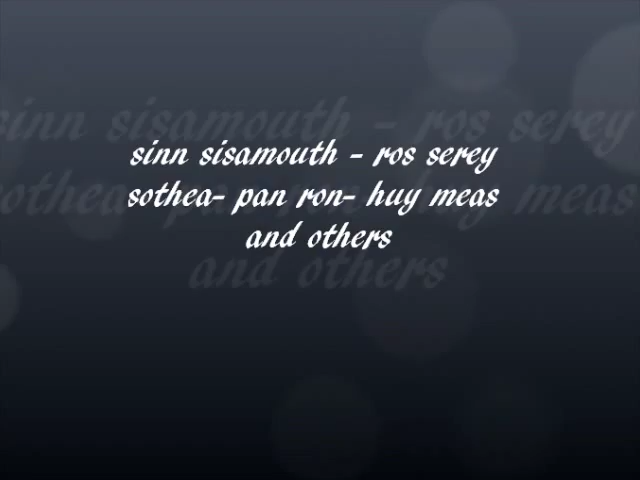 sinn sisamouth - ros serey
sothea- pan ron- huy meas
and others